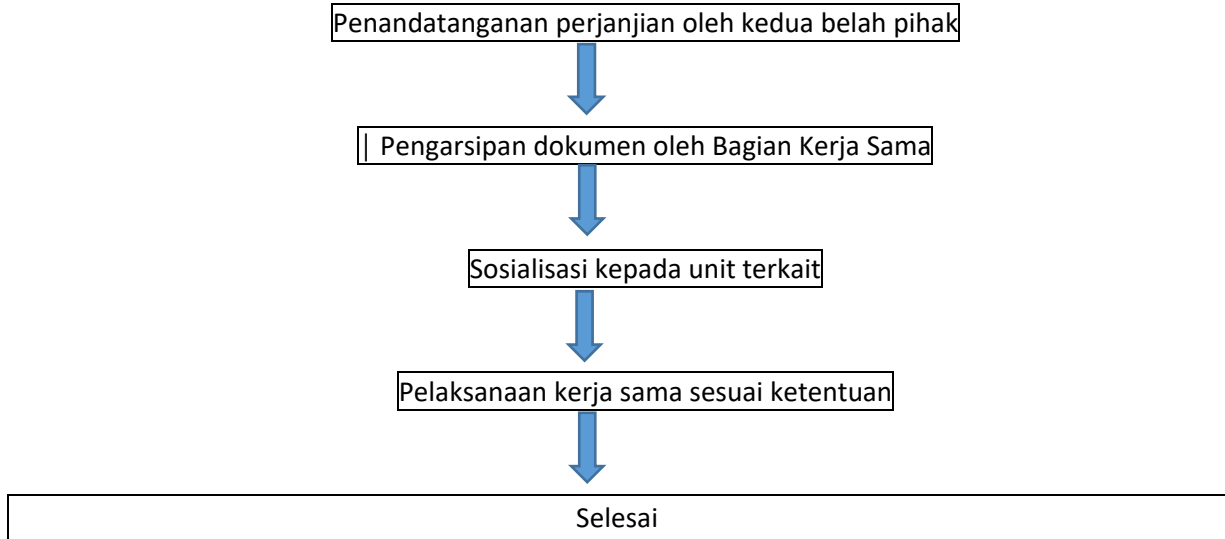 Penandatanganan perjanjian oleh kedua belah pihak
| Pengarsipan dokumen oleh Bagian Kerja Sama
Sosialisasi kepada unit terkait
Pelaksanaan kerja sama sesuai ketentuan
Selesai